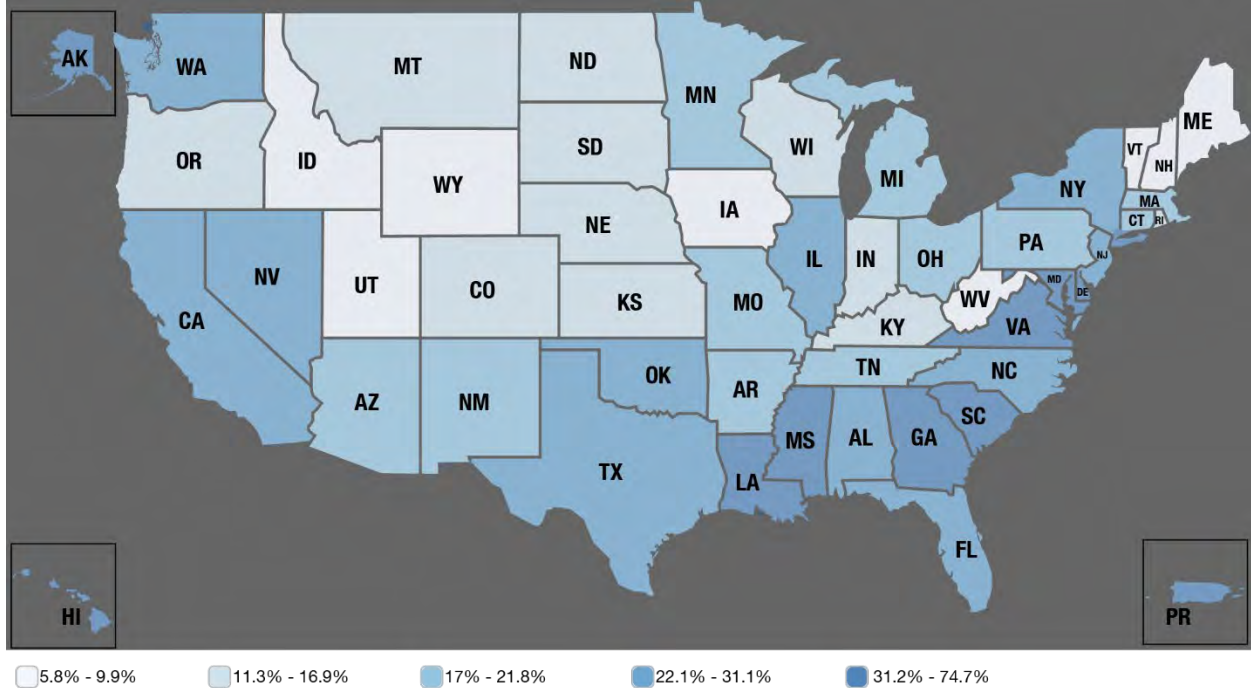 AK
WA
MT
ND
MN
OR
ID
WY
SD
WI
MI
VT
NH
ME
NY
MA
CT
RI
NV
UT
CO
NE
IA
IL
IN
OH
PA
NJ
MD
DE
CA
KS
MO
KY
WV
VA
AZ
NM
OK
AR
TN
NC
TX
LA
MS
AL
GA
SC
FL
HI
PR
5.8% - 9.9%
11.3% - 16.9%
17% - 21.8%
22.1% - 31.1%
31.2% - 74.7%